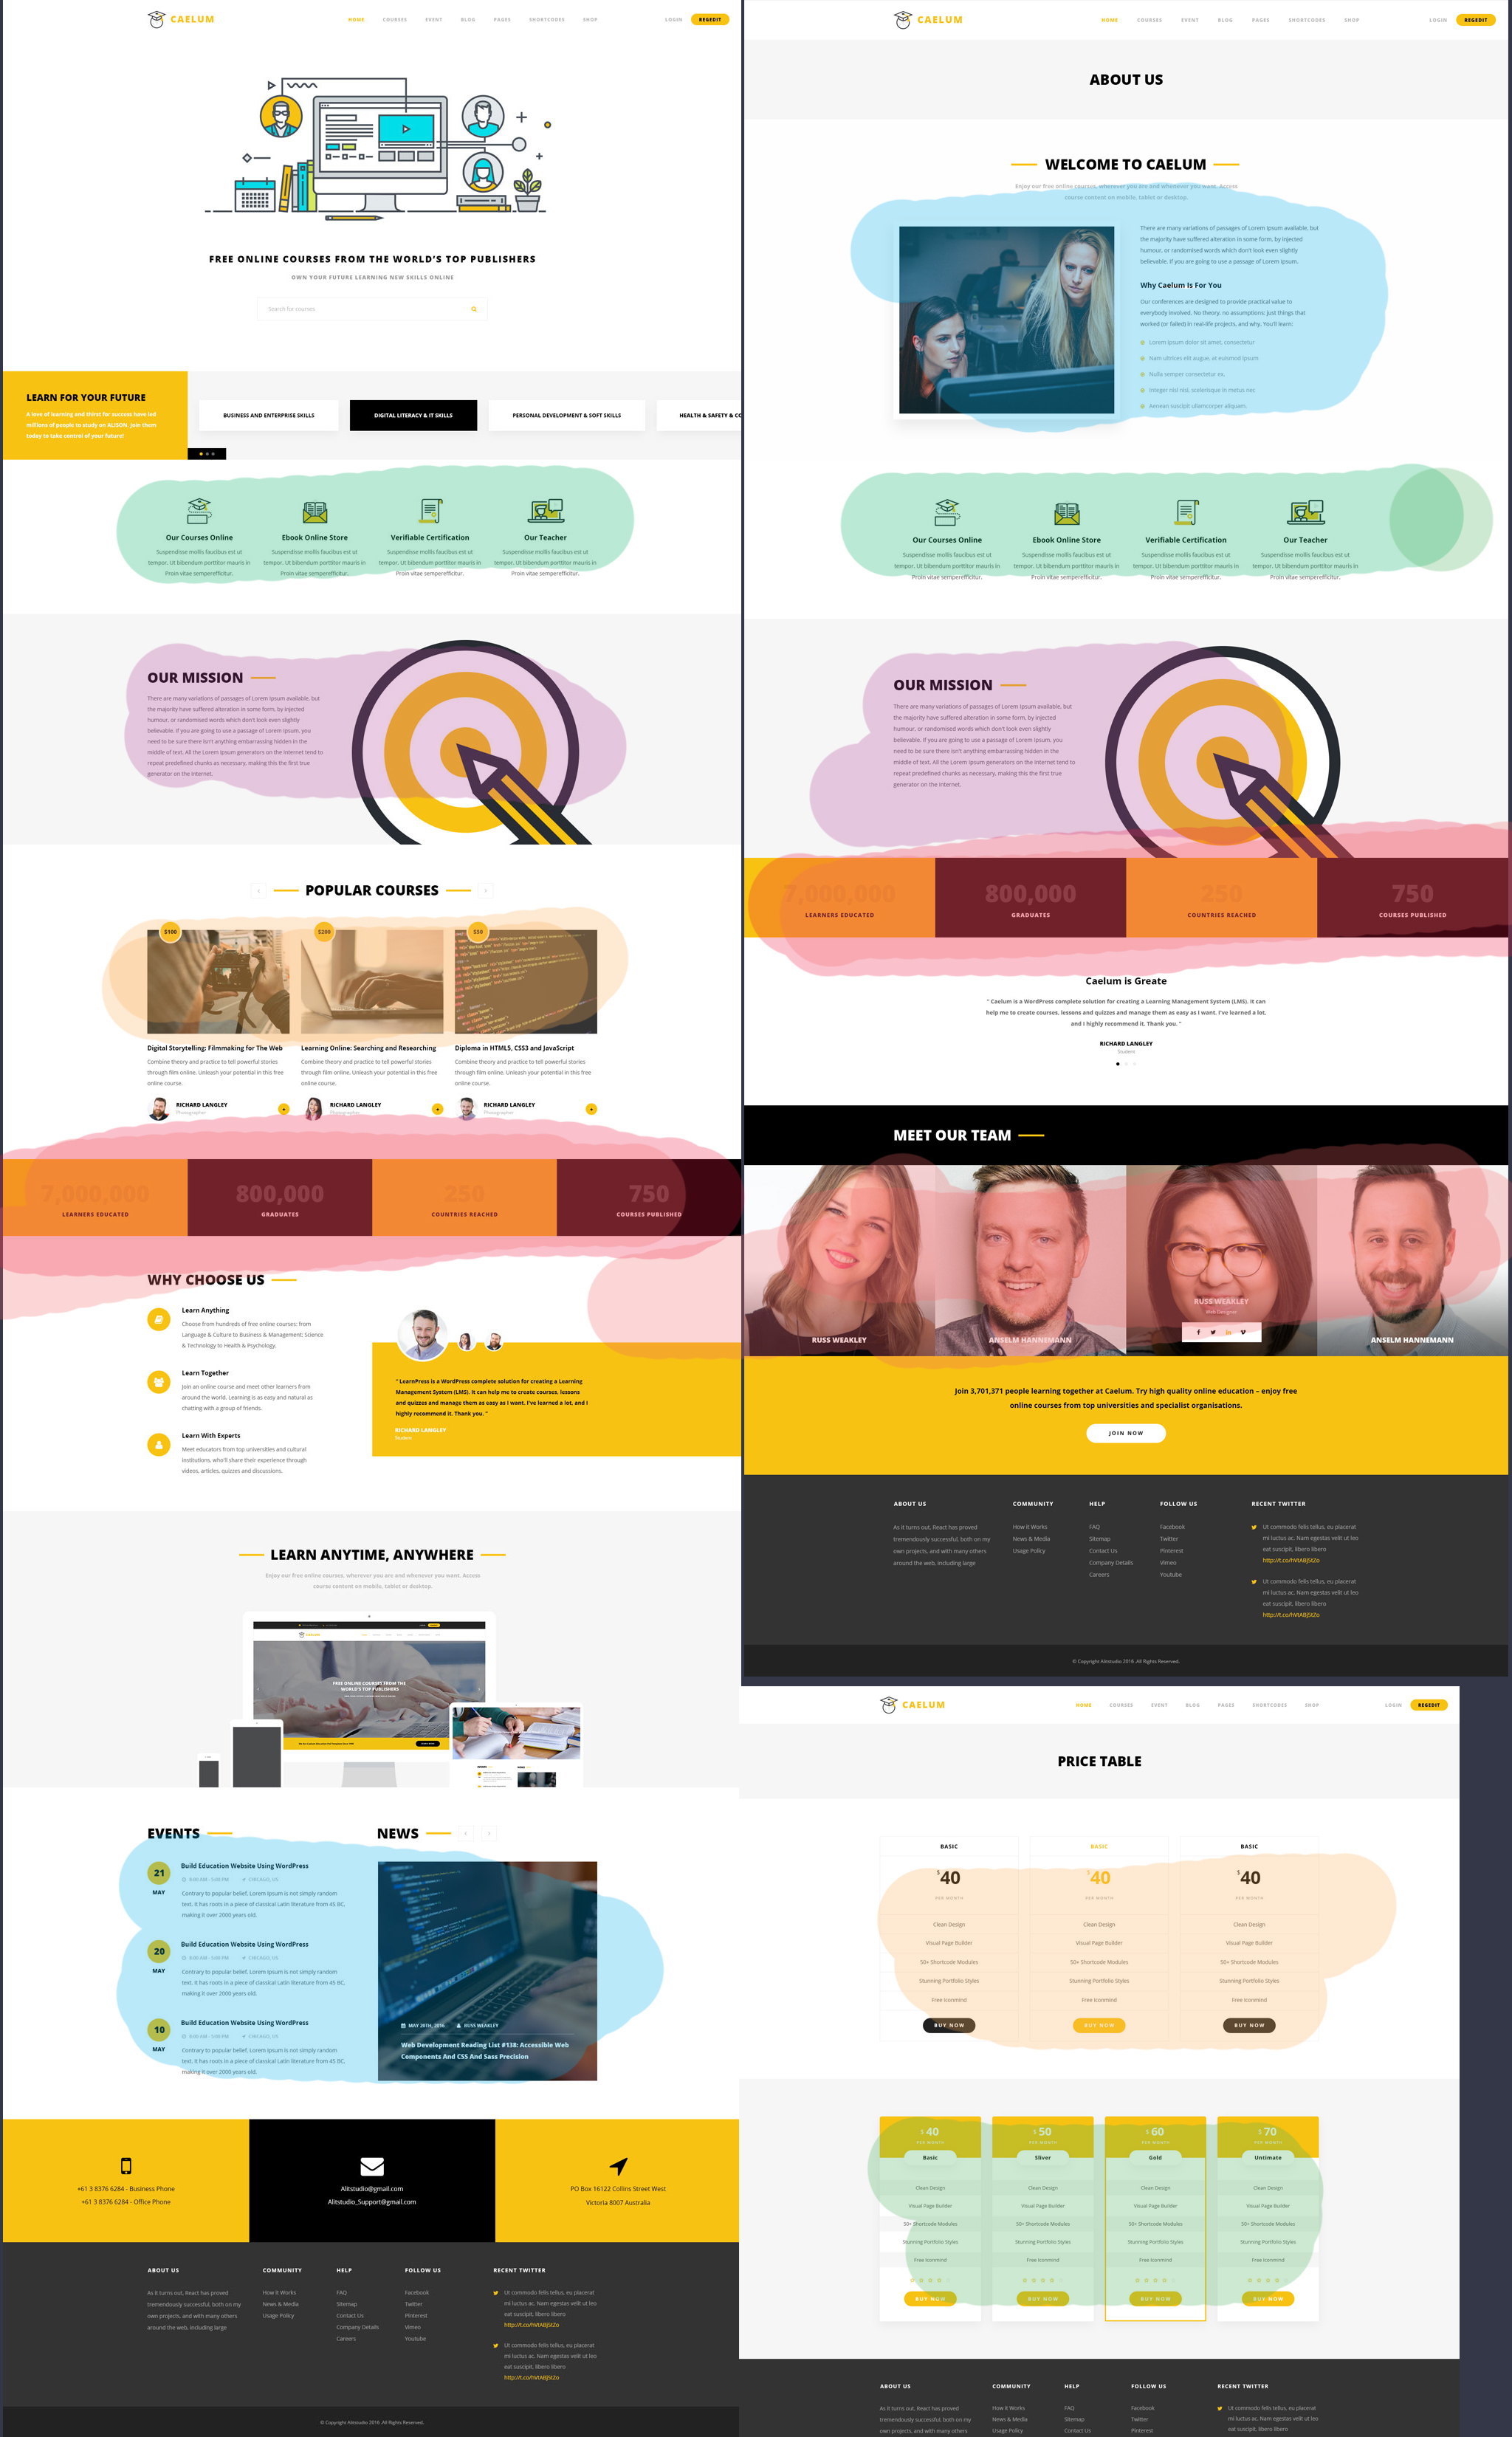 CAELUM
HOME COURSES EVENT BLOG PAGES SHORTCODES SHOP LOGIN REGEDIT
FREE ONLINE COURSES FROM THE WORLD'S TOP PUBLISHERS
OWN YOUR FUTURE LEARNING NEW SKILLS ONLINE
Search for courses
LEARN FOR YOUR FUTURE
A love of learning and thirst for success have led
millions of people to study on ALISON. Join them
today to take control of your future!
BUSINESS AND ENTERPRISE SKILLS
DIGITAL LITERACY & IT SKILLS
PERSONAL DEVELOPMENT & SOFT SKILLS
HEALTH & SAFETY & CO
Our Courses Online
Suspendisse mollis faucibus est ut
tempor. Ut bibendum porttitor mauris in
Proin vitae semperefficitur.
Ebook Online Store
Suspendisse mollis faucibus est ut
tempor. Ut bibendum porttitor mauris in
Proin vitae semperefficitur.
Verifiable Certification
Suspendisse mollis faucibus est ut
tempor. Ut bibendum porttitor mauris in
Proin vitae semperefficitur.
Our Teacher
Suspendisse mollis faucibus est ut
tempor. Ut bibendum porttitor mauris in
Proin vitae semperefficitur.
OUR MISSION
There are many variations of passages of Lorem Ipsum available, but
the majority have suffered alteration in some form, by injected
humour, or randomised words which don't look even slightly
believable. If you are going to use a passage of Lorem Ipsum, you
need to be sure there isn't anything embarrassing hidden in the
middle of text. All the Lorem Ipsum generators on the Internet tend to
repeat predefined chunks as necessary, making this the first true
generator on the Internet.
POPULAR COURSES
$100
$200
$50
Digital Storytelling: Filmmaking for The Web
Combine theory and practice to tell powerful stories
through film online. Unleash your potential in this free
online course.
RICHARD LANGLEY
Photographer
Learning Online: Searching and Researching
Combine theory and practice to tell powerful stories
through film online. Unleash your potential in this free
online course.
RICHARD LANGLEY
Photographer
Diploma in HTML5, CSS3 and JavaScript
Combine theory and practice to tell powerful stories
through film online. Unleash your potential in this free
online course.
RICHARD LANGLEY
Photographer
7,000,000
LEARNERS EDUCATED
800,000
GRADUATES
250
COUNTRIES REACHED
750
COURSES PUBLISHED
WHY CHOOSE US
Learn Anything
Choose from hundreds of free online courses: from
Language & Culture to Business & Management; Science
& Technology to Health & Psychology.
Learn Together
Join an online course and meet other learners from
around the world. Learning is as easy and natural as
chatting with a group of friends.
Learn With Experts
Meet educators from top universities and cultural
institutions, who'll share their experience through
videos, articles, quizzes and discussions.
" LearnPress is a WordPress complete solution for creating a Learning
Management System (LMS). It can help me to create courses, lessons
and quizzes and manage them as easy as I want. I've learned a lot, and I
highly recommend it. Thank you. "
RICHARD LANGLEY
Student
LEARN ANYTIME, ANYWHERE
Enjoy our free online courses, wherever you are and whenever you want. Access
course content on mobile, tablet or desktop.
FREE ONLINE COURSES FROM THE
WORLD'S TOP PUBLISHERS
EVENTS
21
MAY
Build Education Website Using WordPress
8:00 AM - 5:00 PM CHICAGO, US
Contrary to popular belief, Lorem Ipsum is not simply random
text. It has roots in a piece of classical Latin literature from 45 BC,
making it over 2000 years old.
20
MAY
Build Education Website Using WordPress
8:00 AM - 5:00 PM CHICAGO, US
Contrary to popular belief, Lorem Ipsum is not simply random
text. It has roots in a piece of classical Latin literature from 45 BC,
making it over 2000 years old.
10
MAY
Build Education Website Using WordPress
8:00 AM - 5:00 PM CHICAGO, US
Contrary to popular belief, Lorem Ipsum is not simply random
text. It has roots in a piece of classical Latin literature from 45 BC,
making it over 2000 years old.
NEWS
MAY 20TH, 2016 RUSS WEAKLEY
Web Development Reading List #138: Accessible Web
Components And CSS And Sass Precision
+61 3 8376 6284 - Business Phone
+61 3 8376 6284 - Office Phone
Alitstudio@gmail.com
Alitstudio_Support@gmail.com
PO Box 16122 Collins Street West
Victoria 8007 Australia
ABOUT US
As it turns out, React has proved
tremendously successful, both on my
own projects, and with many others
around the web, including large
COMMUNITY
How It Works
News & Media
Usage Policy
HELP
FAQ
Sitemap
Contact Us
Company Details
Careers
FOLLOW US
Facebook
Twitter
Pinterest
Vimeo
Youtube
RECENT TWITTER
Ut commodo felis tellus, eu placerat
mi luctus ac. Nam egestas velit ut leo
eat suscipit, libero libero
http://t.co/hVtABjStZo
Ut commodo felis tellus, eu placerat
mi luctus ac. Nam egestas velit ut leo
eat suscipit, libero libero
http://t.co/hVtABjStZo
© Copyright Alitstudio 2016 .All Rights Reserved.
CAELUM
HOME COURSES EVENT BLOG PAGES SHORTCODES SHOP LOGIN REGEDIT
ABOUT US
WELCOME TO CAELUM
Enjoy our free online courses, wherever you are and whenever you want. Access
course content on mobile, tablet or desktop.
There are many variations of passages of Lorem Ipsum available, but
the majority have suffered alteration in some form, by injected
humour, or randomised words which don't look even slightly
believable. If you are going to use a passage of Lorem Ipsum.
Why Caelum Is For You
Our conferences are designed to provide practical value to
everybody involved. No theory, no assumptions: just things that
worked (or failed) in real-life projects, and why. You'll learn:
Lorem ipsum dolor sit amet, consectetur
Nam ultrices elit augue, at euismod ipsum
Nulla semper consectetur ex.
Integer nisl nisi, scelerisque in metus nec
Aenean suscipit ullamcorper aliquam.
Our Courses Online
Suspendisse mollis faucibus est ut
tempor. Ut bibendum porttitor mauris in
Proin vitae semperefficitur.
Ebook Online Store
Suspendisse mollis faucibus est ut
tempor. Ut bibendum porttitor mauris in
Proin vitae semperefficitur.
Verifiable Certification
Suspendisse mollis faucibus est ut
tempor. Ut bibendum porttitor mauris in
Proin vitae semperefficitur.
Our Teacher
Suspendisse mollis faucibus est ut
tempor. Ut bibendum porttitor mauris in
Proin vitae semperefficitur.
OUR MISSION
There are many variations of passages of Lorem Ipsum available, but
the majority have suffered alteration in some form, by injected
humour, or randomised words which don't look even slightly
believable. If you are going to use a passage of Lorem Ipsum, you
need to be sure there isn't anything embarrassing hidden in the
middle of text. All the Lorem Ipsum generators on the Internet tend to
repeat predefined chunks as necessary, making this the first true
generator on the Internet.
7,000,000
LEARNERS EDUCATED
800,000
GRADUATES
250
COUNTRIES REACHED
750
COURSES PUBLISHED
Caelum is Greate
" Caelum is a WordPress complete solution for creating a Learning Management System (LMS). It can
help me to create courses, lessons and quizzes and manage them as easy as I want. I've learned a lot,
and I highly recommend it. Thank you. "
RICHARD LANGLEY
Student
MEET OUR TEAM
RUSS WEAKLEY
ANSELM HANNEMANN
RUSS WEAKLEY
Web Designer
ANSELM HANNEMANN
Join 3,701,371 people learning together at Caelum. Try high quality online education – enjoy free
online courses from top universities and specialist organisations.
JOIN NOW
ABOUT US
As it turns out, React has proved
tremendously successful, both on my
own projects, and with many others
around the web, including large
COMMUNITY
How It Works
News & Media
Usage Policy
HELP
FAQ
Sitemap
Contact Us
Company Details
Careers
FOLLOW US
Facebook
Twitter
Pinterest
Vimeo
Youtube
RECENT TWITTER
Ut commodo felis tellus, eu placerat
mi luctus ac. Nam egestas velit ut leo
eat suscipit, libero libero
http://t.co/hVtABjStZo
Ut commodo felis tellus, eu placerat
mi luctus ac. Nam egestas velit ut leo
eat suscipit, libero libero
http://t.co/hVtABjStZo
© Copyright Alitstudio 2016 .All Rights Reserved.
CAELUM
HOME COURSES EVENT BLOG PAGES SHORTCODES SHOP LOGIN REGEDIT
PRICE TABLE
BASIC
$40
PER MONTH
Clean Design
Visual Page Builder
50+ Shortcode Modules
Stunning Portfolio Styles
Free Iconmind
BUY NOW
BASIC
$40
PER MONTH
Clean Design
Visual Page Builder
50+ Shortcode Modules
Stunning Portfolio Styles
Free Iconmind
BUY NOW
BASIC
$40
PER MONTH
Clean Design
Visual Page Builder
50+ Shortcode Modules
Stunning Portfolio Styles
Free Iconmind
BUY NOW
$ 40
PER MONTH
Basic
Clean Design
Visual Page Builder
50+ Shortcode Modules
Stunning Portfolio Styles
Free Iconmind
BUY NOW
$ 50
PER MONTH
Sliver
Clean Design
Visual Page Builder
50+ Shortcode Modules
Stunning Portfolio Styles
Free Iconmind
BUY NOW
$ 60
PER MONTH
Gold
Clean Design
Visual Page Builder
50+ Shortcode Modules
Stunning Portfolio Styles
Free Iconmind
BUY NOW
$ 70
PER MONTH
Untimate
Clean Design
Visual Page Builder
50+ Shortcode Modules
Stunning Portfolio Styles
Free Iconmind
BUY NOW
ABOUT US
As it turns out, React has proved
tremendously successful, both on my
own projects, and with many others
COMMUNITY
How It Works
News & Media
Usage Policy
HELP
FAQ
Sitemap
Contact Us
FOLLOW US
Facebook
Twitter
Pinterest
RECENT TWITTER
Ut commodo felis tellus, eu placerat
mi luctus ac. Nam egestas velit ut leo
eat suscipit, libero libero